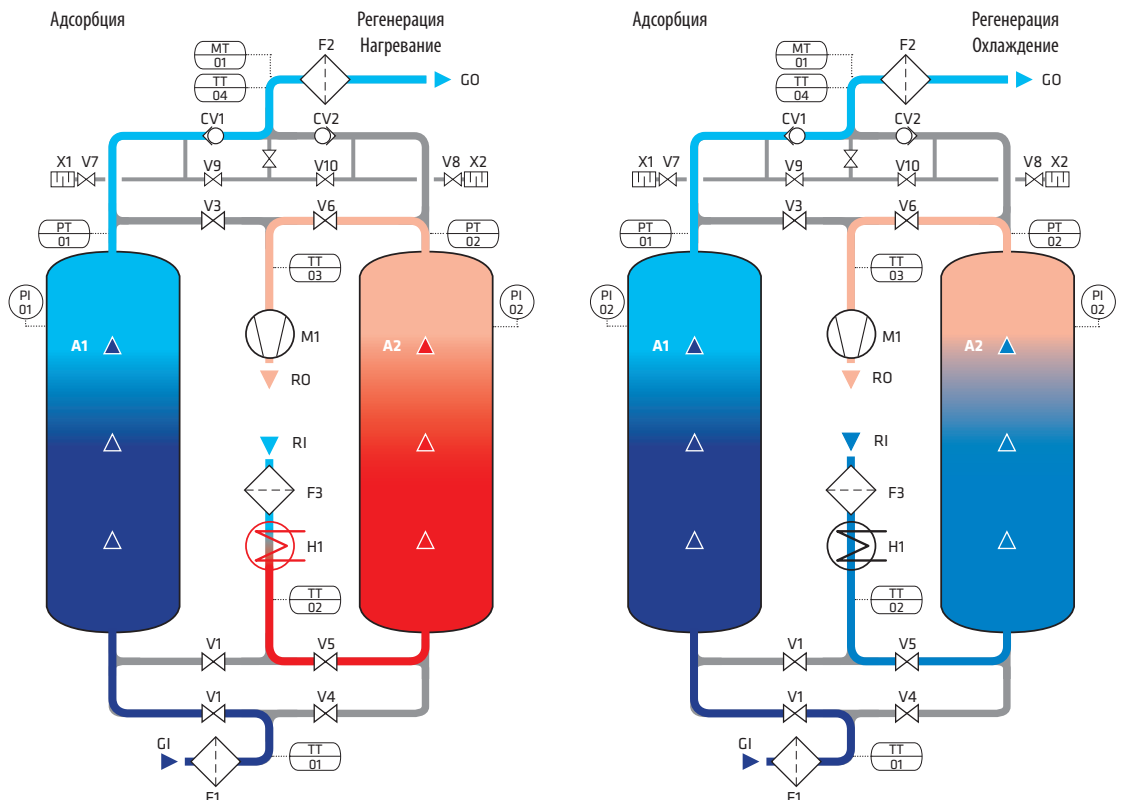 Адсорбция
Регенерация
Нагревание
MT
01
TT
04
F2
GO
CV1
CV2
X1 V7
V9
V10
V8 X2
V3
V6
PT
01
PT
02
TT
03
PI
01
PI
02
A1
M1
A2
RO
RI
F3
H1
TT
02
V1
V5
V1
V4
GI
TT
01
F1
Адсорбция
Регенерация
Охлаждение
MT
01
TT
04
F2
GO
CV1
CV2
X1 V7
V9
V10
V8 X2
V3
V6
PT
01
PT
02
TT
03
PI
02
PI
02
A1
M1
A2
RO
RI
F3
H1
TT
02
V1
V5
V1
V4
GI
TT
01
F1